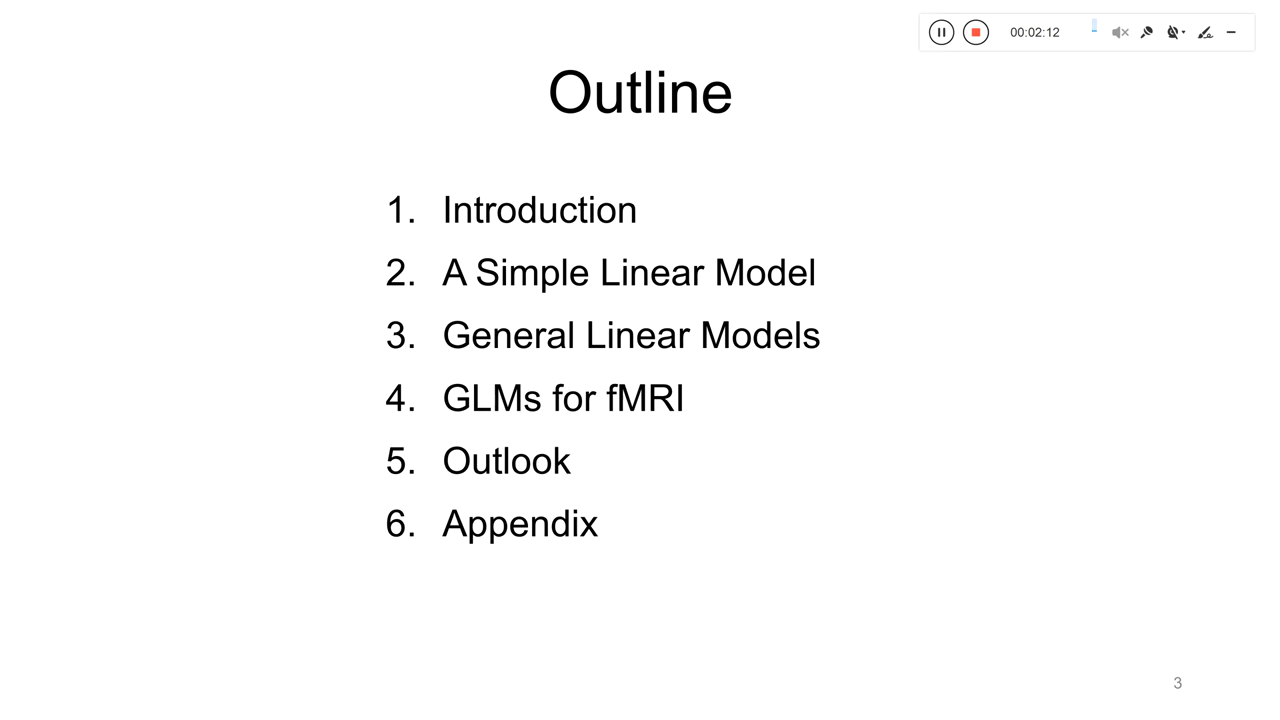 00:02:12
Outline
1. Introduction
2. A Simple Linear Model
3. General Linear Models
4. GLMs for fMRI
5. Outlook
6. Appendix
3